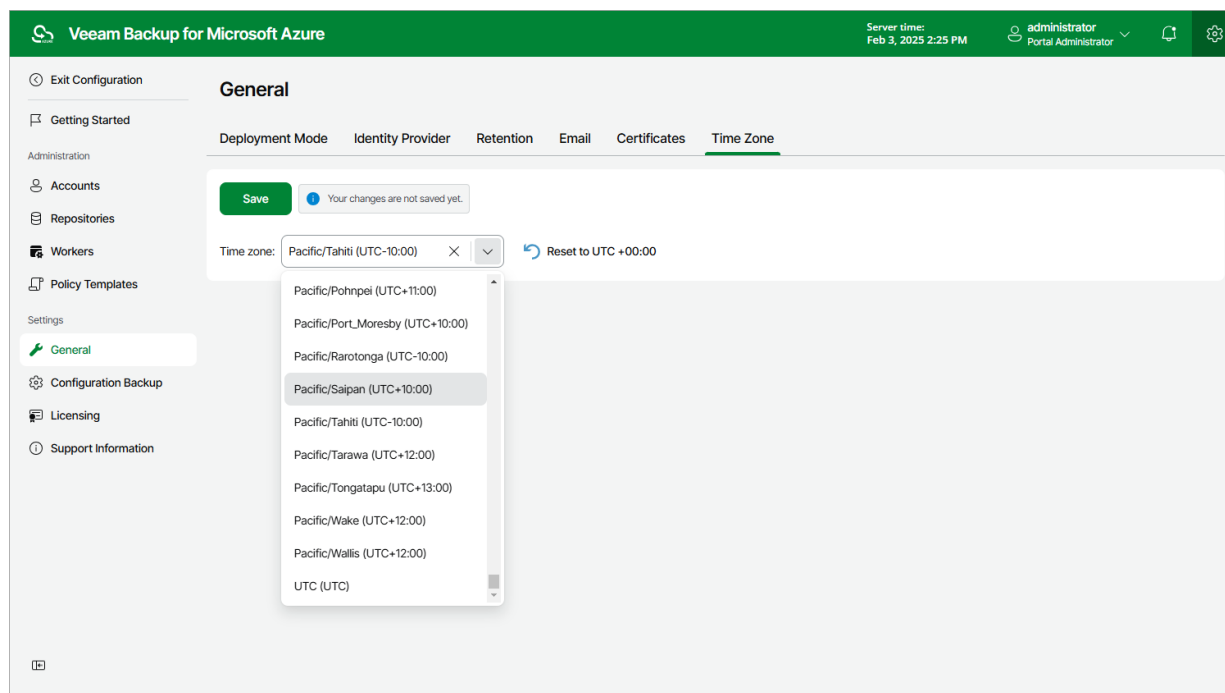 Veeam Backup for Microsoft Azure
Server time:
Feb 3, 2025 2:25 PM
administrator
Portal Administrator
Exit Configuration
Getting Started
Administration
Accounts
Repositories
Workers
Policy Templates
Settings
General
Configuration Backup
Licensing
Support Information
General
Deployment Mode Identity Provider Retention Email Certificates Time Zone
Save Your changes are not saved yet.
Time zone: Pacific/Tahiti (UTC-10:00) Reset to UTC +00:00
Pacific/Pohnpei (UTC+11:00)
Pacific/Port_Moresby (UTC+10:00)
Pacific/Rarotonga (UTC-10:00)
Pacific/Saipan (UTC+10:00)
Pacific/Tahiti (UTC-10:00)
Pacific/Tarawa (UTC+12:00)
Pacific/Tongatapu (UTC+13:00)
Pacific/Wake (UTC+12:00)
Pacific/Wallis (UTC+12:00)
UTC (UTC)